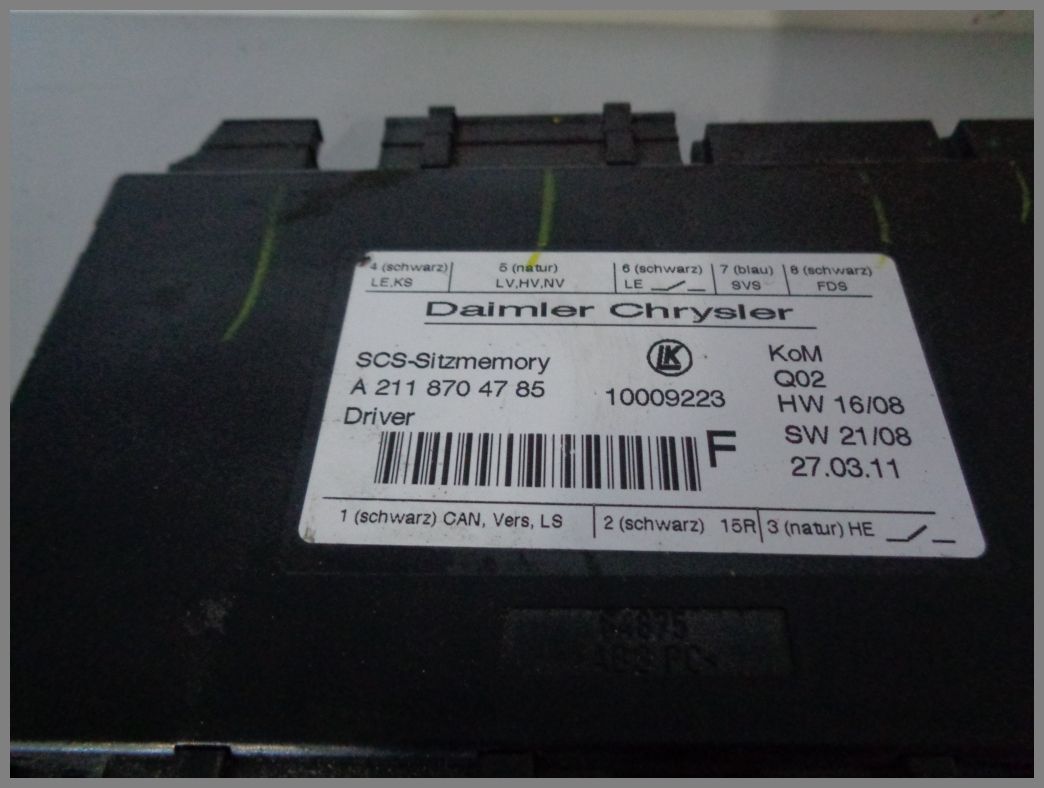 4 (schwarz) 5 (natur) 6 (schwarz) 7 (blau) 8 (schwarz)
LE,KS LV,HV,NV LE SVS FDS
Daimler Chrysler
SCS-Sitzmemory LK KoM
A 211 870 47 85 10009223 Q02
Driver HW 16/08
F SW 21/08
27.03.11
1 (schwarz) CAN, Vers, LS 2 (schwarz) 15R 3 (natur) HE